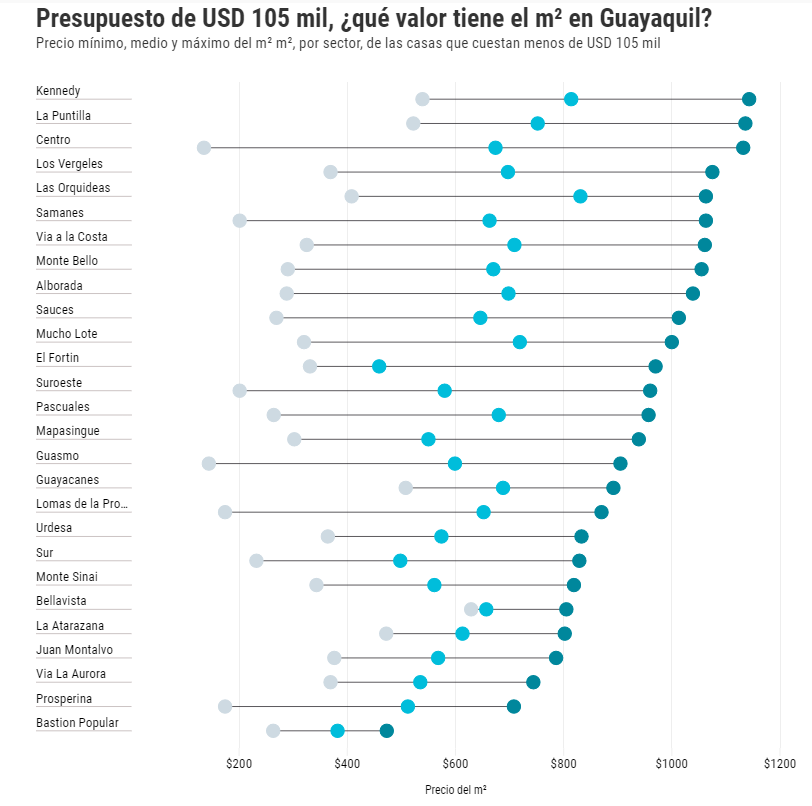 Presupuesto de USD 105 mil, ¿qué valor tiene el m² en Guayaquil?
Precio mínimo, medio y máximo del m² m², por sector, de las casas que cuestan menos de USD 105 mil
Kennedy
La Puntilla
Centro
Los Vergeles
Las Orquideas
Samanes
Via a la Costa
Monte Bello
Alborada
Sauces
Mucho Lote
El Fortin
Suroeste
Pascuales
Mapasingue
Guasmo
Guayacanes
Lomas de la Pro...
Urdesa
Sur
Monte Sinai
Bellavista
La Atarazana
Juan Montalvo
Via La Aurora
Prosperina
Bastion Popular
$200 $400 $600 $800 $1000 $1200
Precio del m²